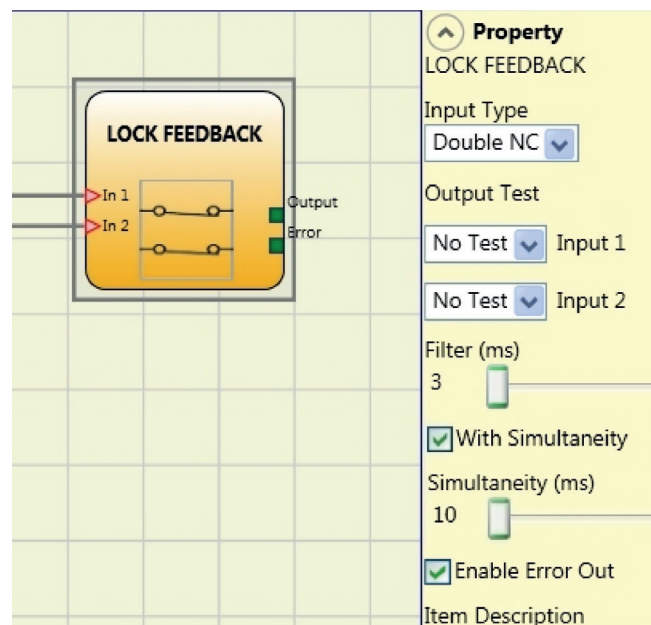 LOCK FEEDBACK
In 1
In 2
Output
Error
Property
LOCK FEEDBACK
Input Type
Double NC
Output Test
No Test Input 1
No Test Input 2
Filter (ms)
3
With Simultaneity
Simultaneity (ms)
10
Enable Error Out
Item Description